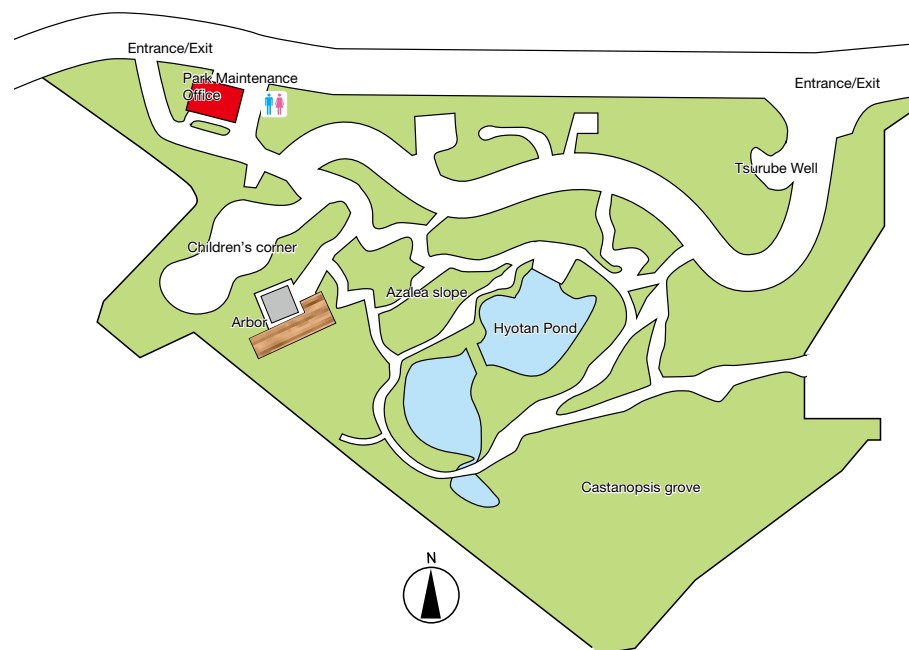 Entrance/Exit
Park Maintenance
Office
Entrance/Exit
Tsurube Well
Children's corner
Azalea slope
Arbor
Hyotan Pond
Castanopsis grove
N